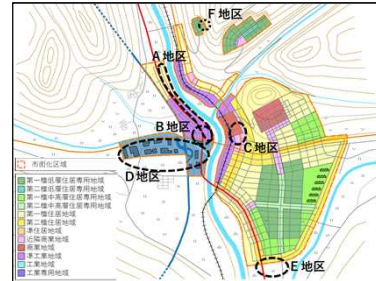 F 地区
A 地区
B 地区
C 地区
D 地区
E 地区
市街化区域
第一種低層住居専用地域
第二種低層住居専用地域
第一種中高層住居専用地域
第二種中高層住居専用地域
第一種住居地域
第二種住居地域
準住居地域
近隣商業地域
商業地域
準工業地域
工業地域
工業専用地域